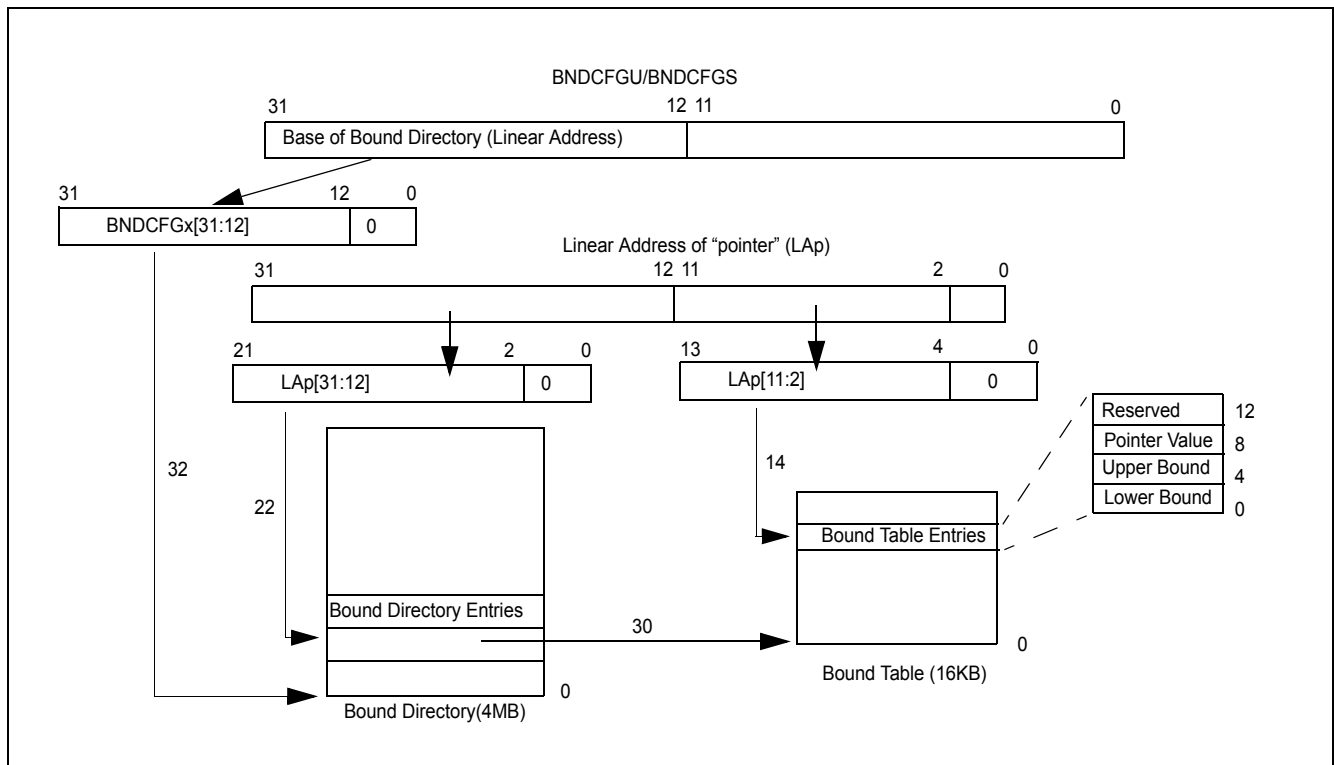 BNDCFGU/BNDCFGS
31 12 11 0
Base of Bound Directory (Linear Address)
31 12 0
BNDCFGx[31:12] 0
Linear Address of “pointer” (LAp)
31 12 11 2 0
21 2 0
LAp[31:12] 0
13 4 0
LAp[11:2] 0
Reserved 12
Pointer Value 8
Upper Bound 4
Lower Bound 0
32
22
14
Bound Table Entries
Bound Directory Entries
30
0
Bound Table (16KB)
0
Bound Directory(4MB)